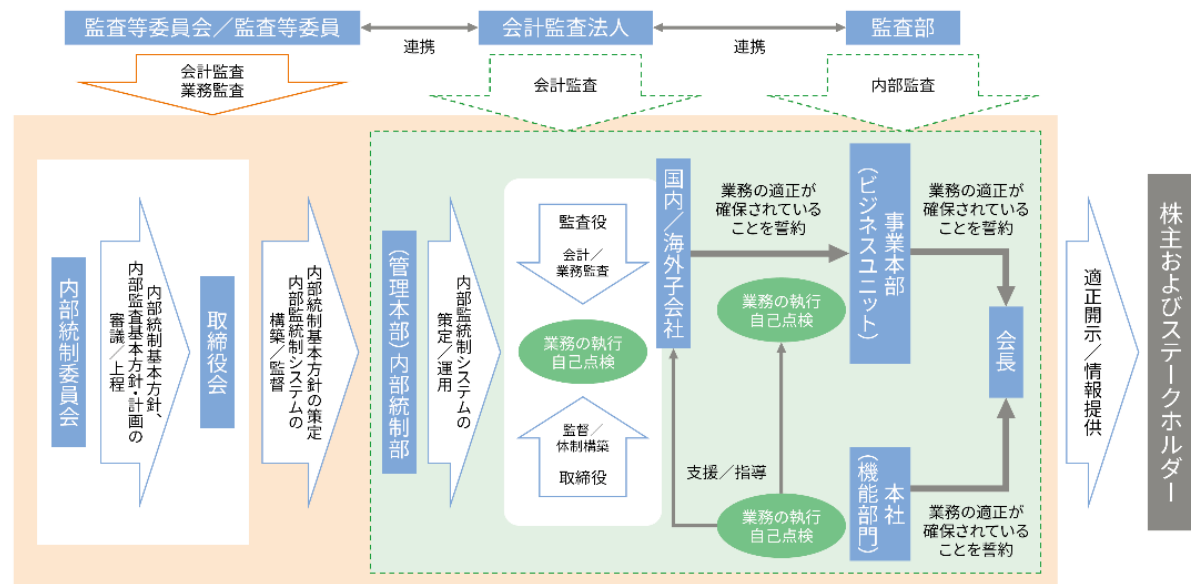 監査等委員会／監査等委員
連携
会計監査法人
連携
監査部
会計監査
業務監査
会計監査
内部監査
内部統制委員会
内部統制基本方針、
内部監査基本方針・計画の
審議／上程
取締役会
内部統制基本方針の策定
内部監統制システムの
構築／監督
（管理本部）内部統制部
内部監統制システムの
策定／運用
監査役
会計／
業務監査
業務の執行
自己点検
監督／
体制構築
取締役
国内／海外子会社
業務の適正が
確保されている
ことを誓約
業務の執行
自己点検
支援／指導
業務の執行
自己点検
事業本部
（ビジネスユニット）
業務の適正が
確保されている
ことを誓約
会長
本社
（機能部門）
業務の適正が
確保されている
ことを誓約
適正開示／情報提供
株主およびステークホルダー